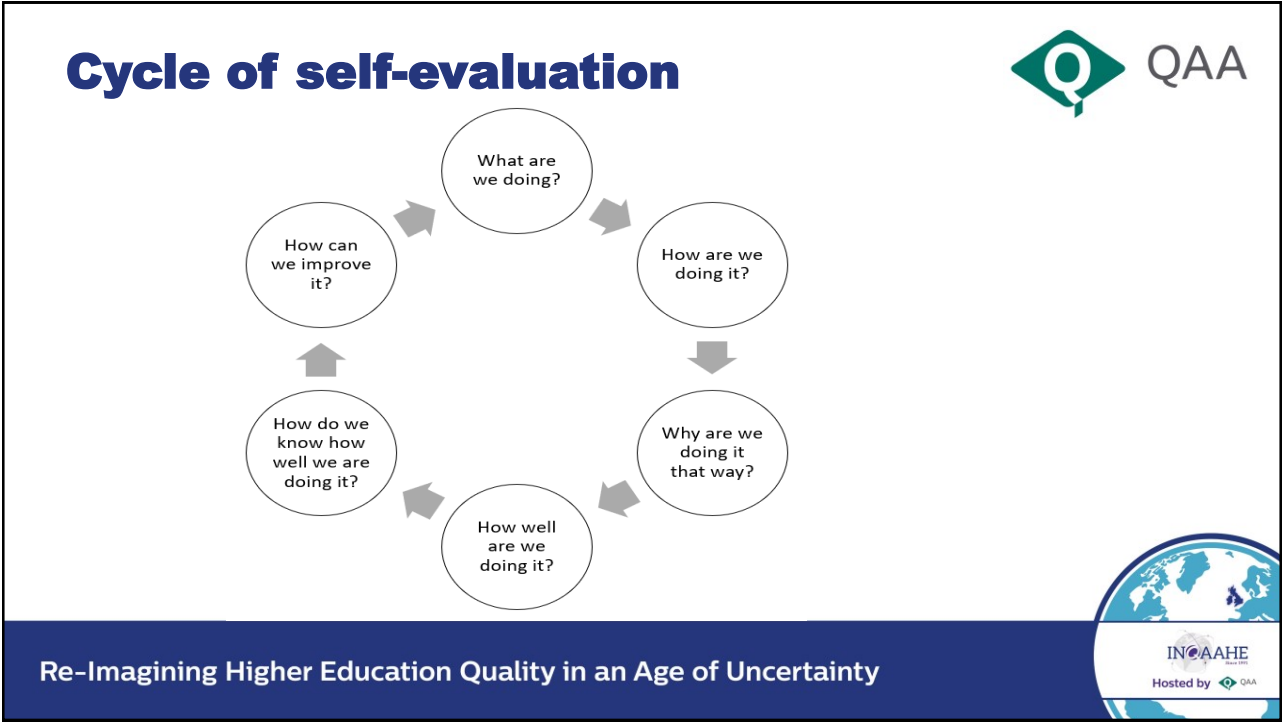 Cycle of self-evaluation
QAA
What are
we doing?
How are we
doing it?
Why are we
doing it
that way?
How well
are we
doing it?
How do we
know how
well we are
doing it?
How can
we improve
it?
Re-Imagining Higher Education Quality in an Age of Uncertainty
INQAAHE
Since 1991
Hosted by QAA